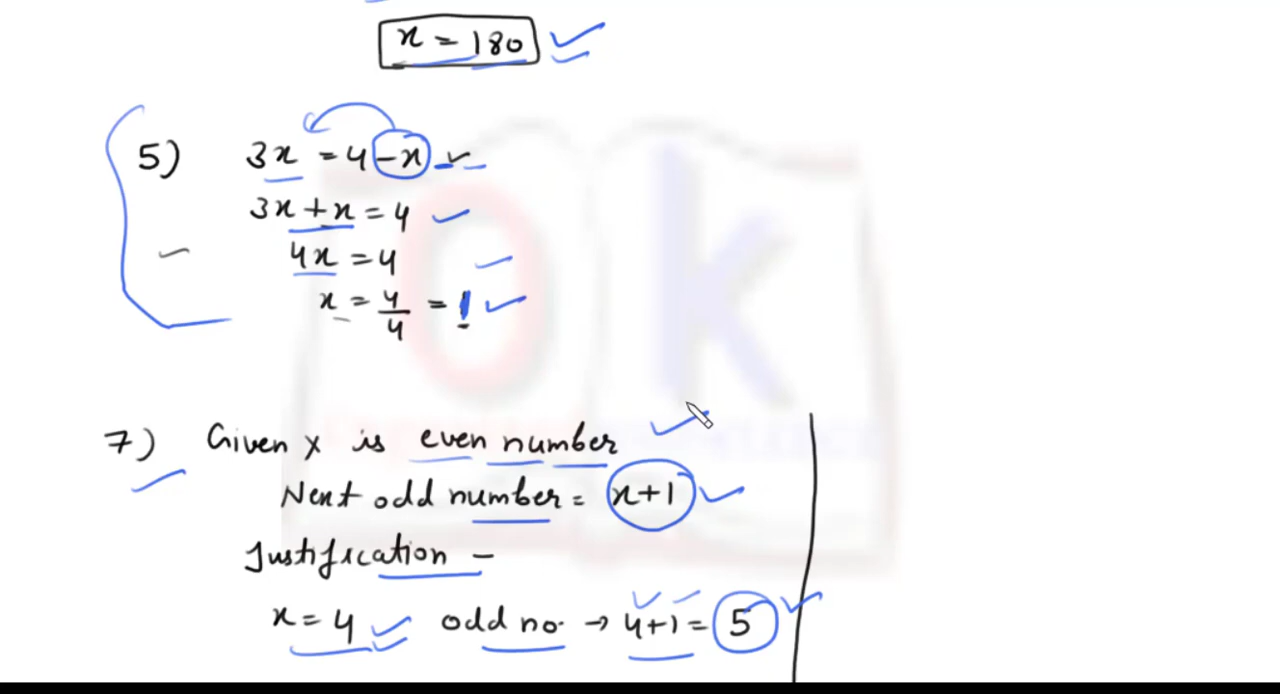 x = 180
5) 3x = 4 - x
3x + x = 4
4x = 4
x = 4/4 = 1
7) Given x is even number
Next odd number = x+1
Justification -
x = 4 odd no. → 4+1 = 5
Ok